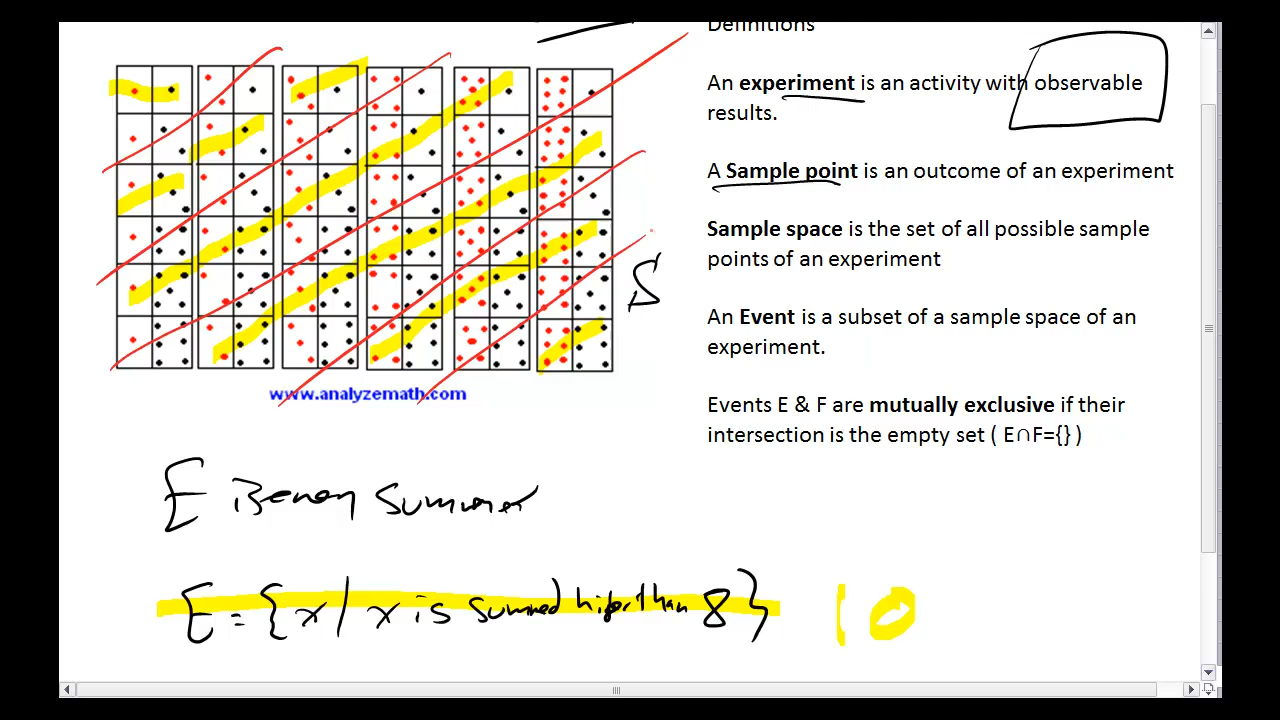 Definitions
An experiment is an activity with observable
results.
A Sample point is an outcome of an experiment
Sample space is the set of all possible sample
points of an experiment
An Event is a subset of a sample space of an
experiment.
Events E & F are mutually exclusive if their
intersection is the empty set ( E∩F={} )
S
www.analyzemath.com
E
E = {x | x is summed higher than 8}
10